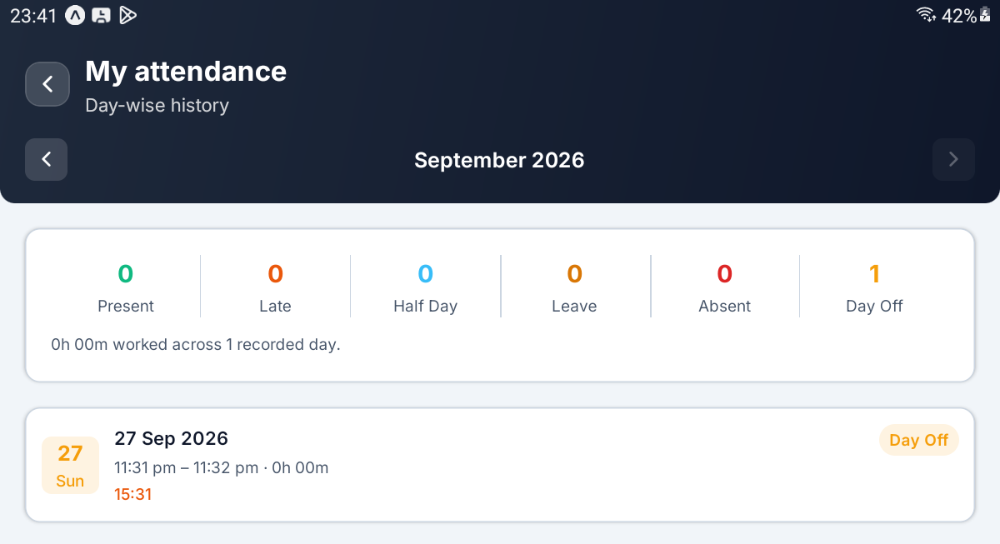 23:41 42%
My attendance
Day-wise history
September 2026
0 0 0 0 0 1
Present Late Half Day Leave Absent Day Off
0h 00m worked across 1 recorded day.
27 Sep 2026 Day Off
27
11:31 pm – 11:32 pm · 0h 00m
Sun
15:31